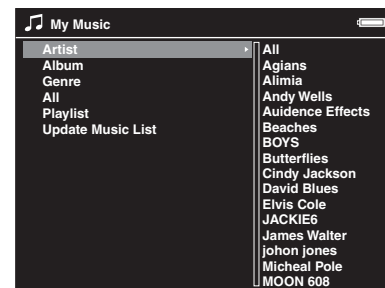 My Music
Artist
Album
Genre
All
Playlist
Update Music List
All
Agians
Alimia
Andy Wells
Auidence Effects
Beaches
BOYS
Butterflies
Cindy Jackson
David Blues
Elvis Cole
JACKIE6
James Walter
johon jones
Micheal Pole
MOON 608